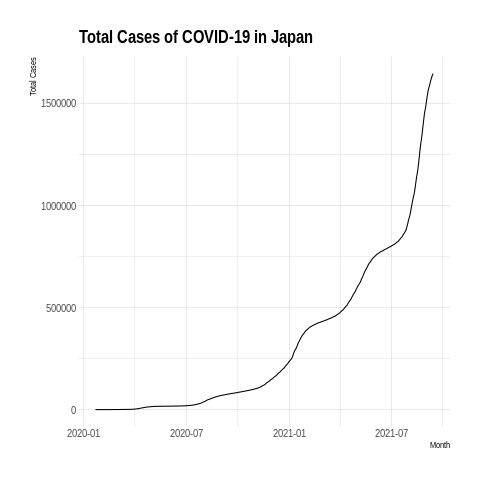 Total Cases of COVID-19 in Japan
Total Cases
1500000
1000000
500000
0
2020-01 2020-07 2021-01 2021-07
Month